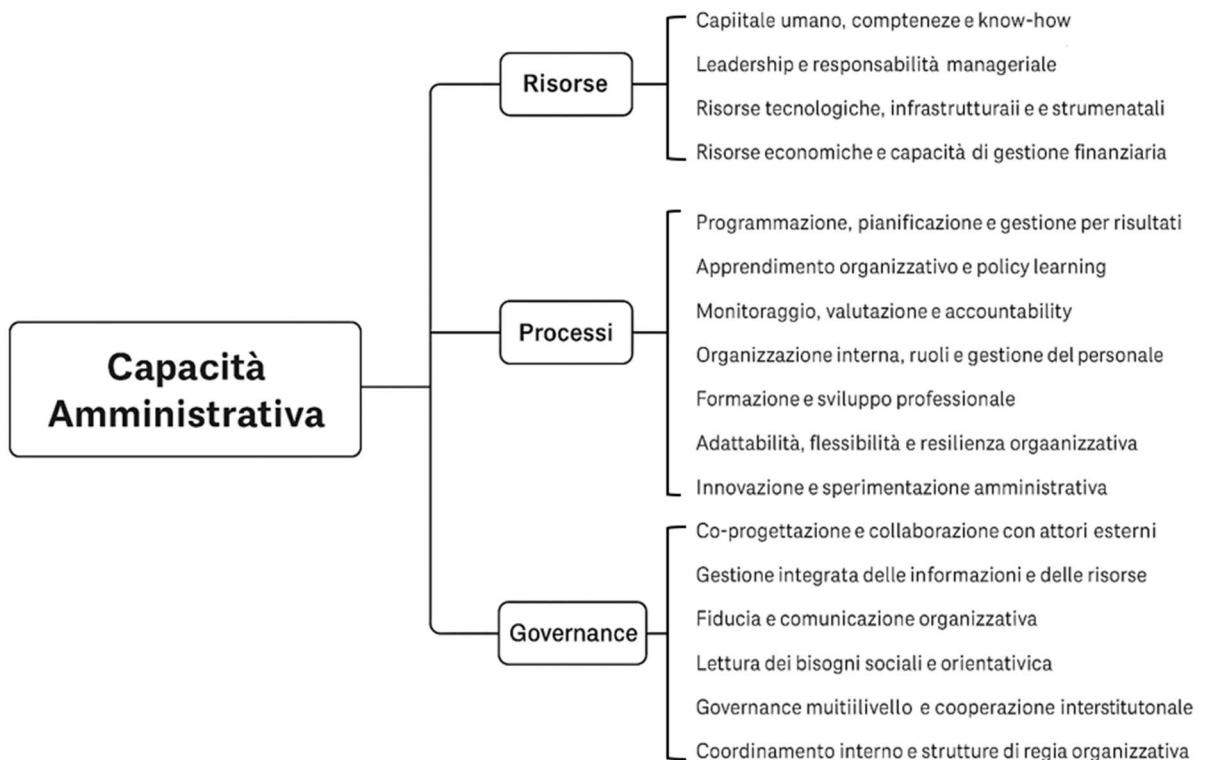 Capacità
Amministrativa
Risorse
Capiitale umano, compteneze e know-how
Leadership e responsabilità manageriale
Risorse tecnologiche, infrastrutturaii e e strumenatali
Risorse economiche e capacità di gestione finanziaria
Processi
Programmazione, pianificazione e gestione per risultati
Apprendimento organizzativo e policy learning
Monitoraggio, valutazione e accountability
Organizzazione interna, ruoli e gestione del personale
Formazione e sviluppo professionale
Adattabilità, flessibilità e resilienza orgaanizzativa
Innovazione e sperimentazione amministrativa
Governance
Co-progettazione e collaborazione con attori esterni
Gestione integrata delle informazioni e delle risorse
Fiducia e comunicazione organizzativa
Lettura dei bisogni sociali e orientativica
Governance muitiilivello e cooperazione interstitutonale
Coordinamento interno e strutture di regia organizzativa